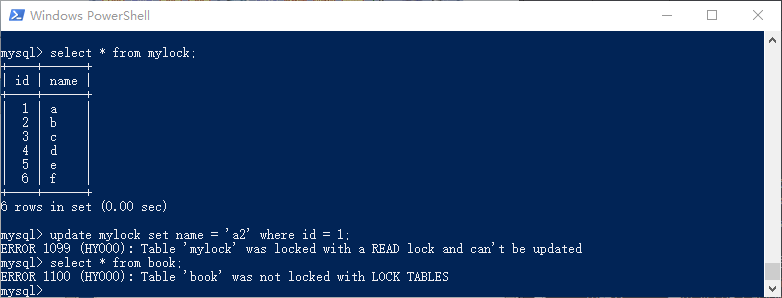 Windows PowerShell
mysql> select * from mylock;
+----+------+
| id | name |
+----+------+
| 1 | a |
| 2 | b |
| 3 | c |
| 4 | d |
| 5 | e |
| 6 | f |
+----+------+
6 rows in set (0.00 sec)
mysql> update mylock set name = 'a2' where id = 1;
ERROR 1099 (HY000): Table 'mylock' was locked with a READ lock and can't be updated
mysql> select * from book;
ERROR 1100 (HY000): Table 'book' was not locked with LOCK TABLES
mysql>